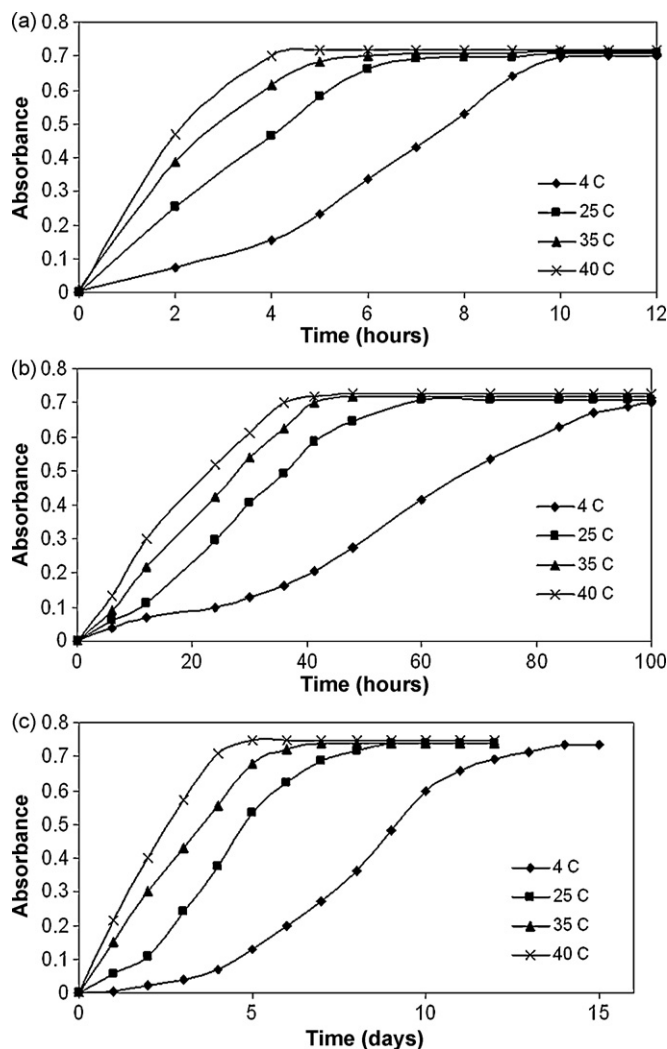 (a) 0.8
0.7
0.6
0.5
0.4
0.3
0.2
0.1
0
Absorbance
4 C
25 C
35 C
40 C
0 2 4 6 8 10 12
Time (hours)
(b) 0.8
0.7
0.6
0.5
0.4
0.3
0.2
0.1
0
Absorbance
4 C
25 C
35 C
40 C
0 20 40 60 80 100
Time (hours)
(c) 0.8
0.7
0.6
0.5
0.4
0.3
0.2
0.1
0
Absorbance
4 C
25 C
35 C
40 C
0 5 10 15
Time (days)